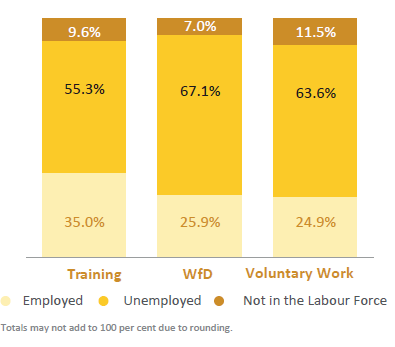 9.6% 7.0% 11.5%
55.3% 67.1% 63.6%
35.0% 25.9% 24.9%
Training WfD Voluntary Work
Employed Unemployed Not in the Labour Force
Totals may not add to 100 per cent due to rounding.